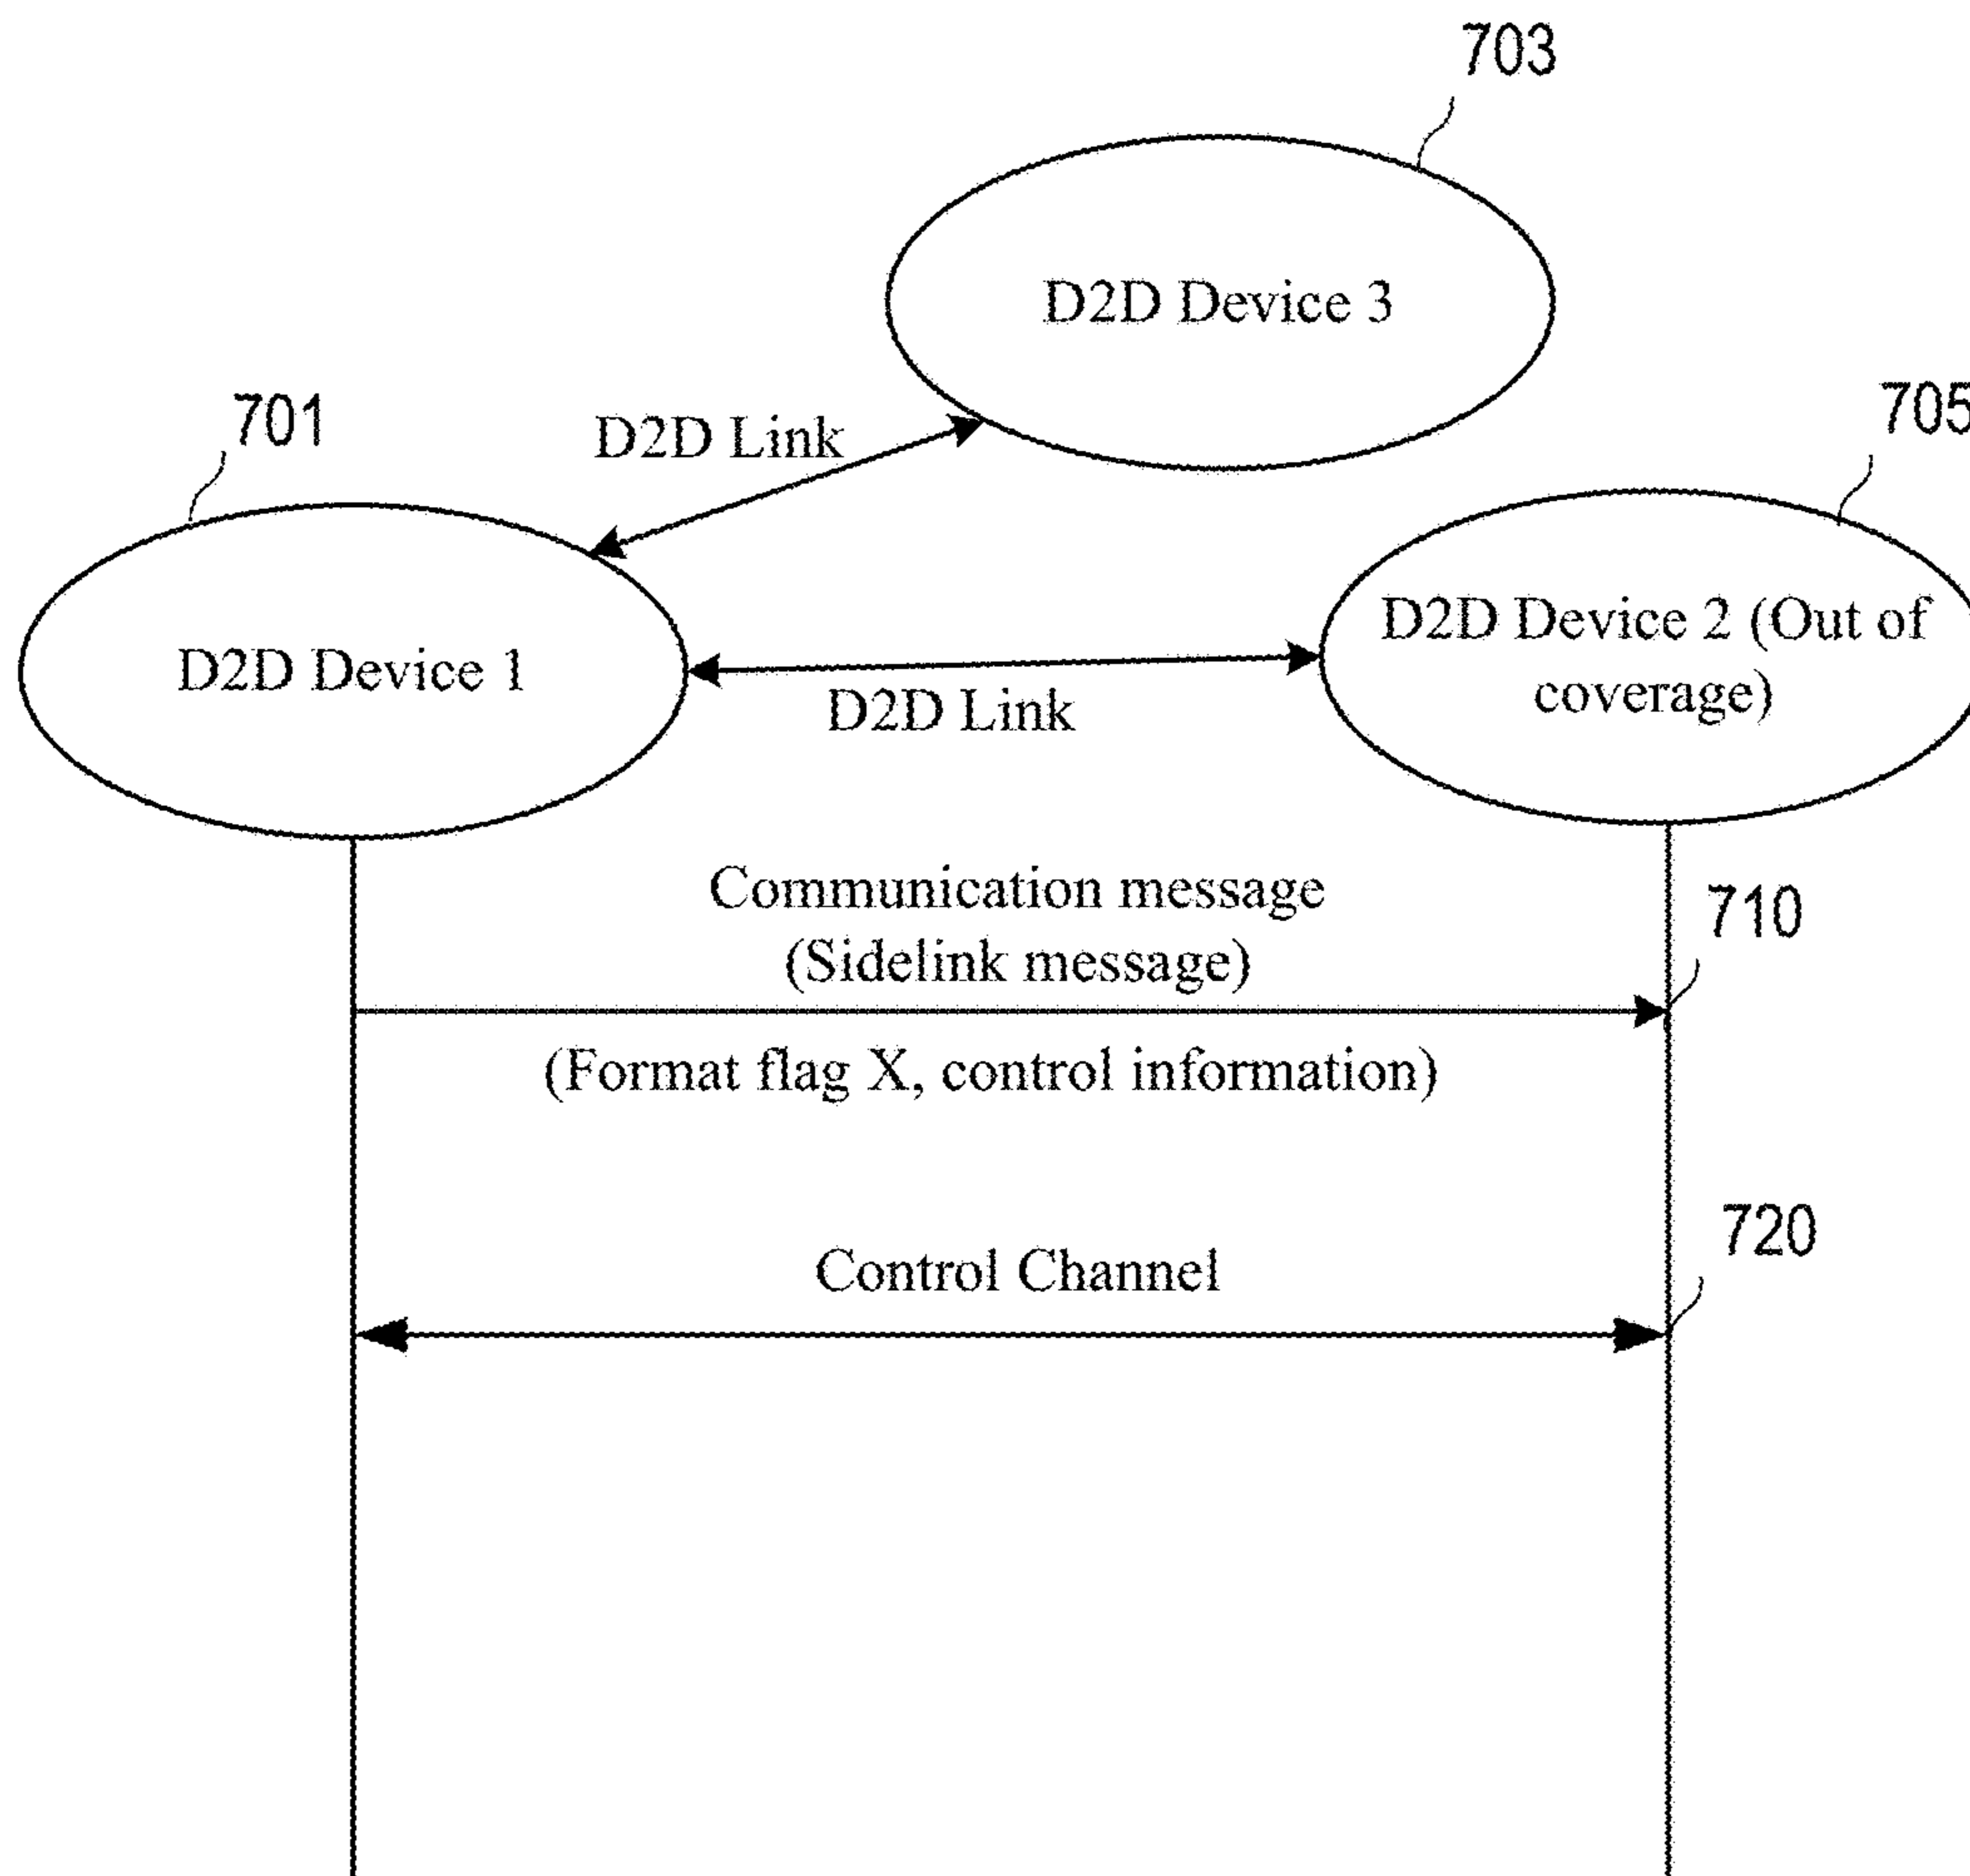 703
D2D Device 3
701
D2D Link
705
D2D Device 1
D2D Device 2 (Out of
coverage)
D2D Link
Communication message
(Sidelink message)
710
(Format flag X, control information)
720
Control Channel